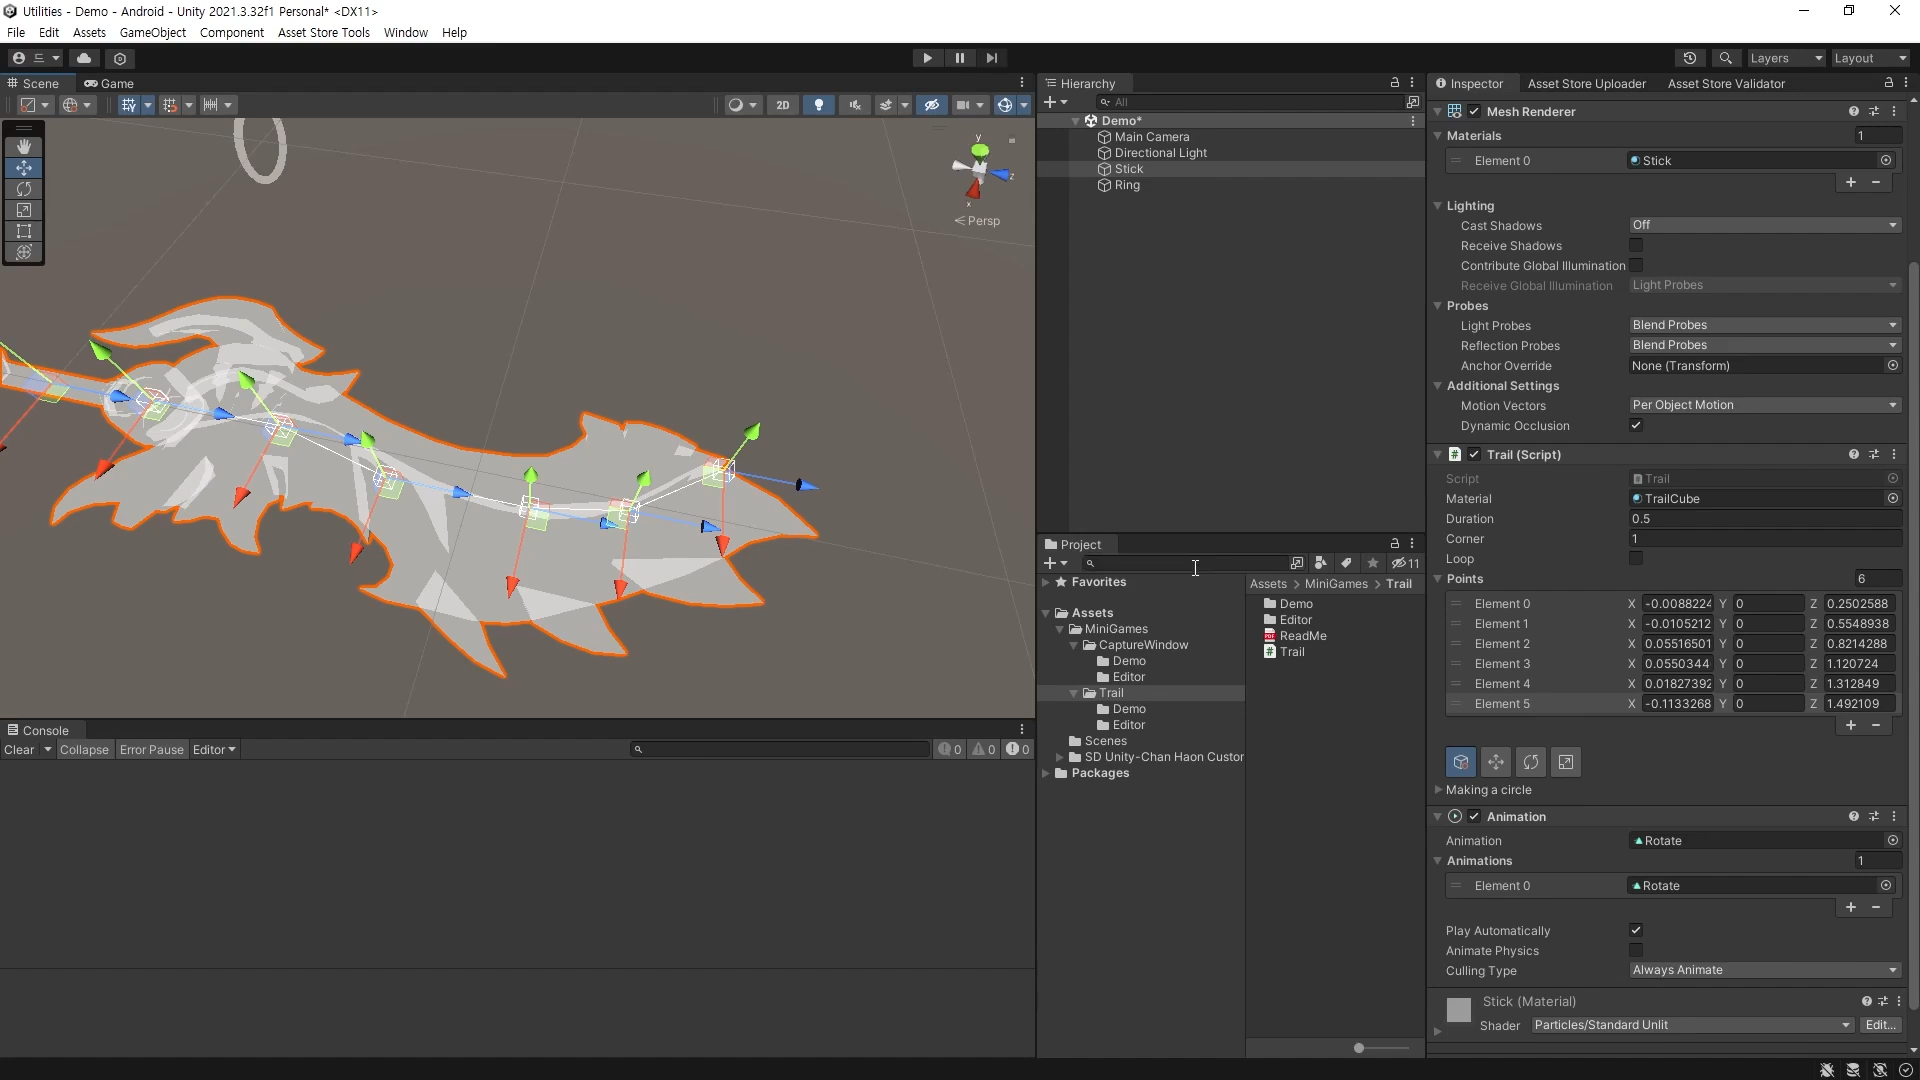 Utilities - Demo - Android - Unity 2021.3.32f1 Personal* <DX11>
File Edit Assets GameObject Component Asset Store Tools Window Help
Layers Layout
Scene Game
2D
y
z
x
Persp
Hierarchy
All
Demo*
Main Camera
Directional Light
Stick
Ring
Project
11
Favorites
Assets
MiniGames
CaptureWindow
Demo
Editor
Trail
Demo
Editor
Scenes
SD Unity-Chan Haon Custor
Packages
Assets > MiniGames > Trail
Demo
Editor
ReadMe
Trail
Console
Clear Collapse Error Pause Editor 0 0 0
Inspector Asset Store Uploader Asset Store Validator
Mesh Renderer
Materials 1
Element 0 Stick
Lighting
Cast Shadows Off
Receive Shadows
Contribute Global Illumination
Receive Global Illumination Light Probes
Probes
Light Probes Blend Probes
Reflection Probes Blend Probes
Anchor Override None (Transform)
Additional Settings
Motion Vectors Per Object Motion
Dynamic Occlusion
Trail (Script)
Script Trail
Material TrailCube
Duration 0.5
Corner 1
Loop
Points 6
Element 0 X -0.0088224 Y 0 Z 0.2502588
Element 1 X -0.0105212 Y 0 Z 0.5548938
Element 2 X 0.05516501 Y 0 Z 0.8214288
Element 3 X 0.0550344 Y 0 Z 1.120724
Element 4 X 0.01827392 Y 0 Z 1.312849
Element 5 X -0.1133268 Y 0 Z 1.492109
Making a circle
Animation
Animation Rotate
Animations 1
Element 0 Rotate
Play Automatically
Animate Physics
Culling Type Always Animate
Stick (Material)
Shader Particles/Standard Unlit Edit...